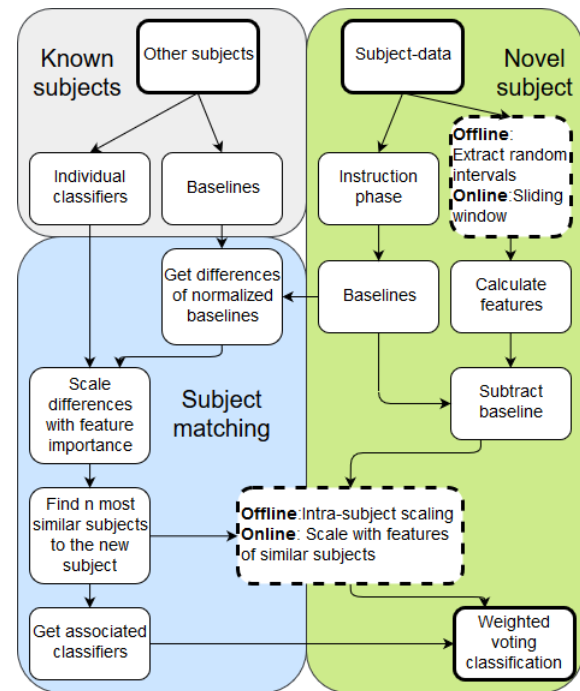 Known
subjects
Other subjects
Subject-data
Novel
subject
Individual
classifiers
Baselines
Instruction
phase
Offline:
Extract random
intervals
Online:Sliding
window
Get differences
of normalized
baselines
Baselines
Calculate
features
Scale
differences
with feature
importance
Subject
matching
Subtract
baseline
Find n most
similar subjects
to the new
subject
Offline:Intra-subject scaling
Online: Scale with features
of similar subjects
Get associated
classifiers
Weighted
voting
classification